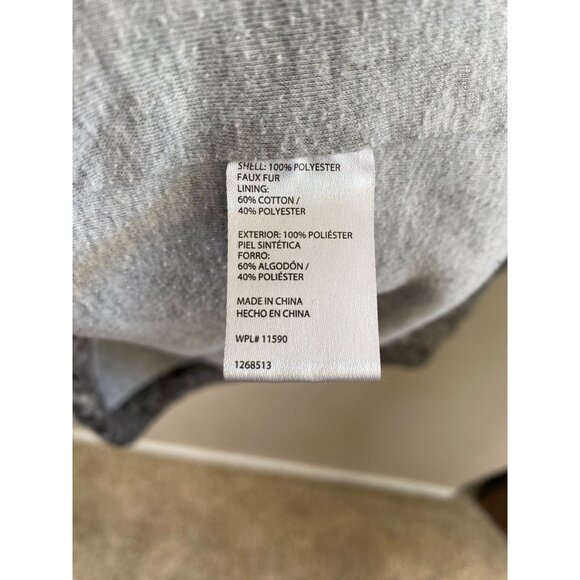 SHELL: 100% POLYESTER
FAUX FUR
LINING:
60% COTTON /
40% POLYESTER
EXTERIOR: 100% POLIÉSTER
PIEL SINTÉTICA
FORRO:
60% ALGODÓN /
40% POLIÉSTER
MADE IN CHINA
HECHO EN CHINA
WPL# 11590
1268513